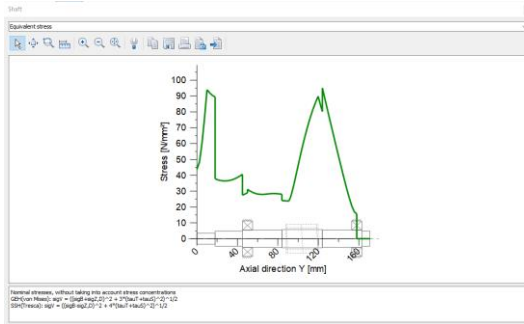 Shaft
Equivalent stress
100
90
80
70
60
50
40
30
20
10
0
Stress [N/mm²]
0
40
80
120
160
Axial direction Y [mm]
Nominal stresses, without taking into account stress concentrations
GEH(von Mises): sigV = ((sigB+sigZ,D)^2 + 3*(tauT+tauS)^2)^1/2
SSH(Tresca): sigV = ((sigB-sigZ,D)^2 + 4*(tauT+tauS)^2)^1/2